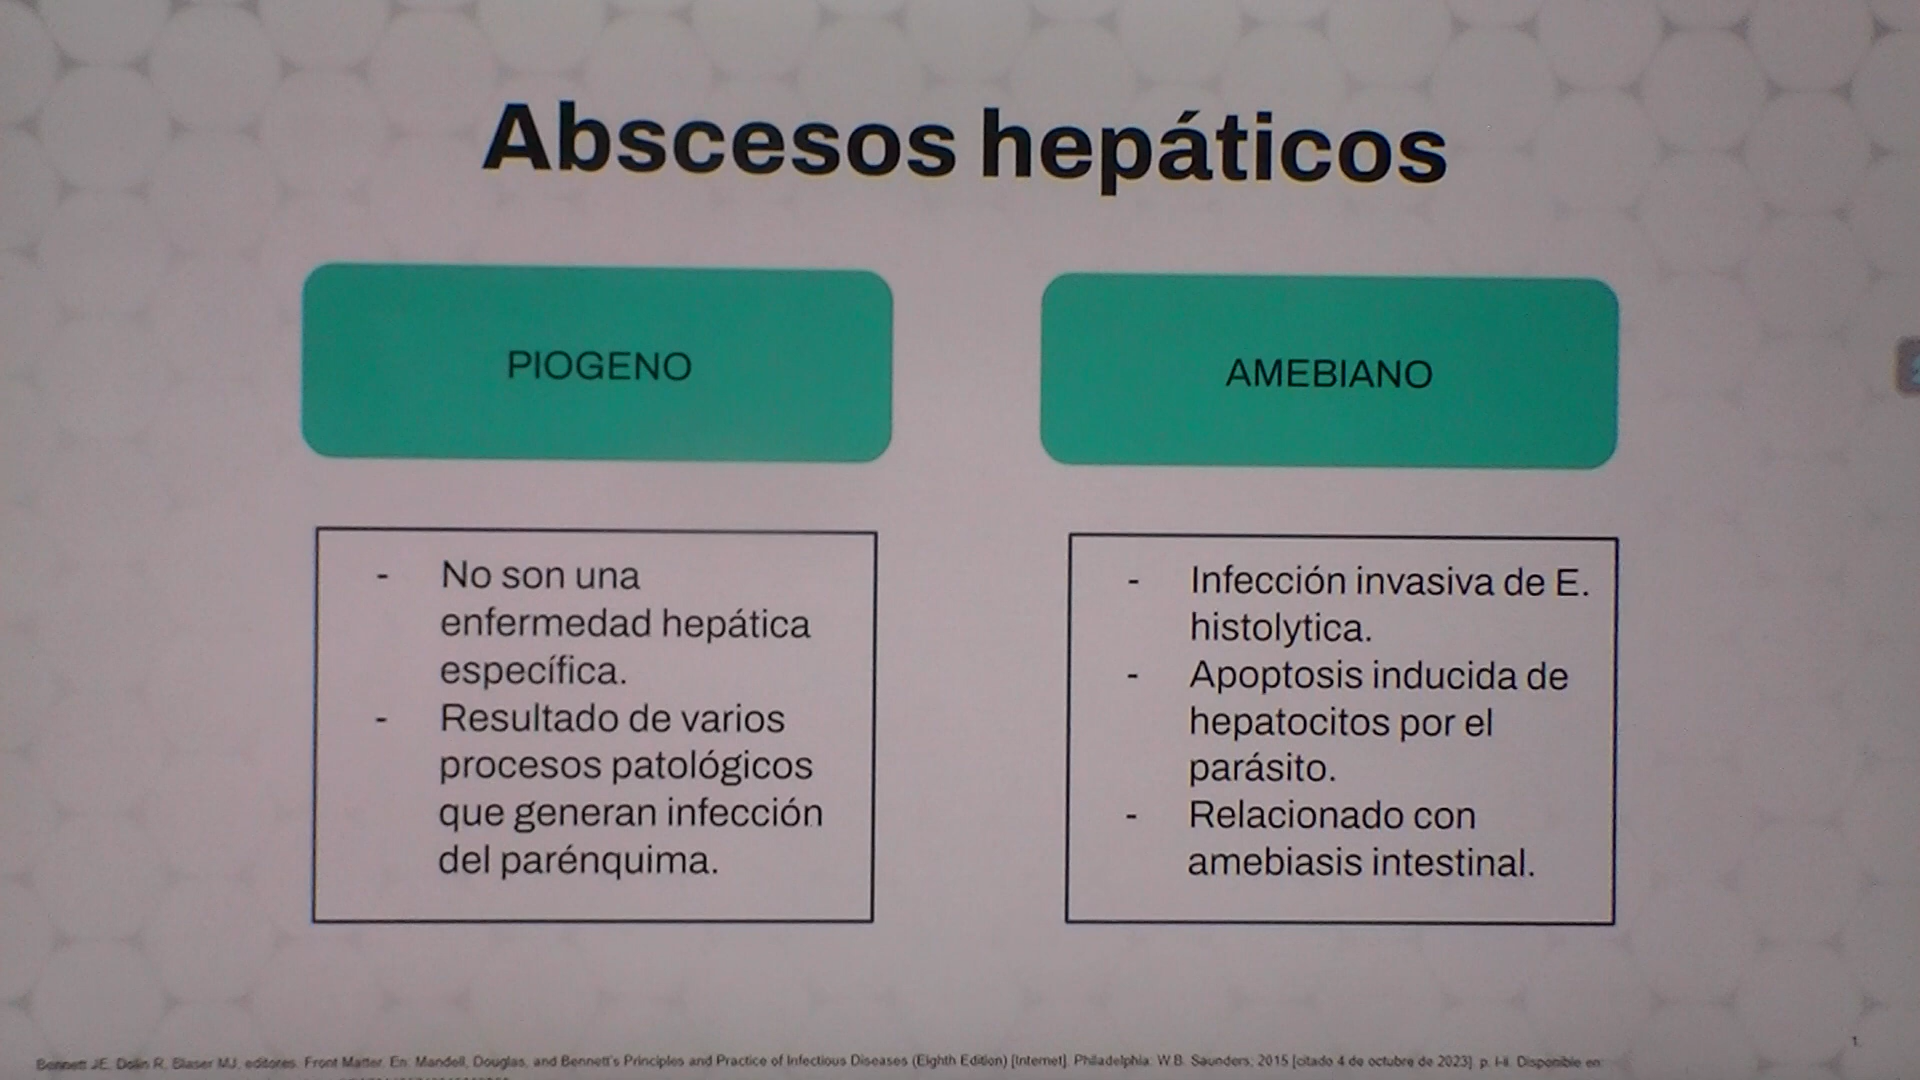 Abscesos hepáticos
PIOGENO
AMEBIANO
- No son una
enfermedad hepática
específica.
- Resultado de varios
procesos patológicos
que generan infección
del parénquima.
- Infección invasiva de E.
histolytica.
- Apoptosis inducida de
hepatocitos por el
parásito.
- Relacionado con
amebiasis intestinal.
1.
Bennett JE, Dolin R, Blaser MJ, editores. Front Matter. En: Mandell, Douglas, and Bennett's Principles and Practice of Infectious Diseases (Eighth Edition) [Internet]. Philadelphia: W.B. Saunders; 2015 [citado 4 de octubre de 2023]. p. i-ii. Disponible en: